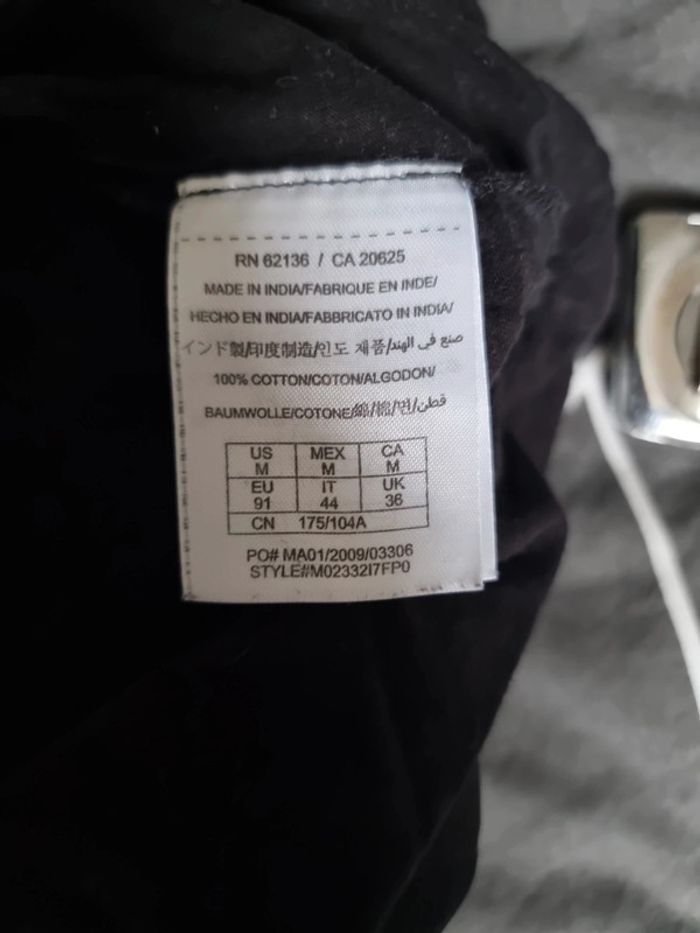 RN 62136 / CA 20625
MADE IN INDIA/FABRIQUE EN INDE/
HECHO EN INDIA/FABBRICATO IN INDIA/
インド製/印度制造/인도 제품/صنع في الهند
100% COTTON/COTON/ALGODON/
BAUMWOLLE/COTONE/綿/棉/면/قطن
US MEX CA
M M M
EU IT UK
91 44 36
CN 175/104A
PO# MA01/2009/03306
STYLE#M02332I7FP0